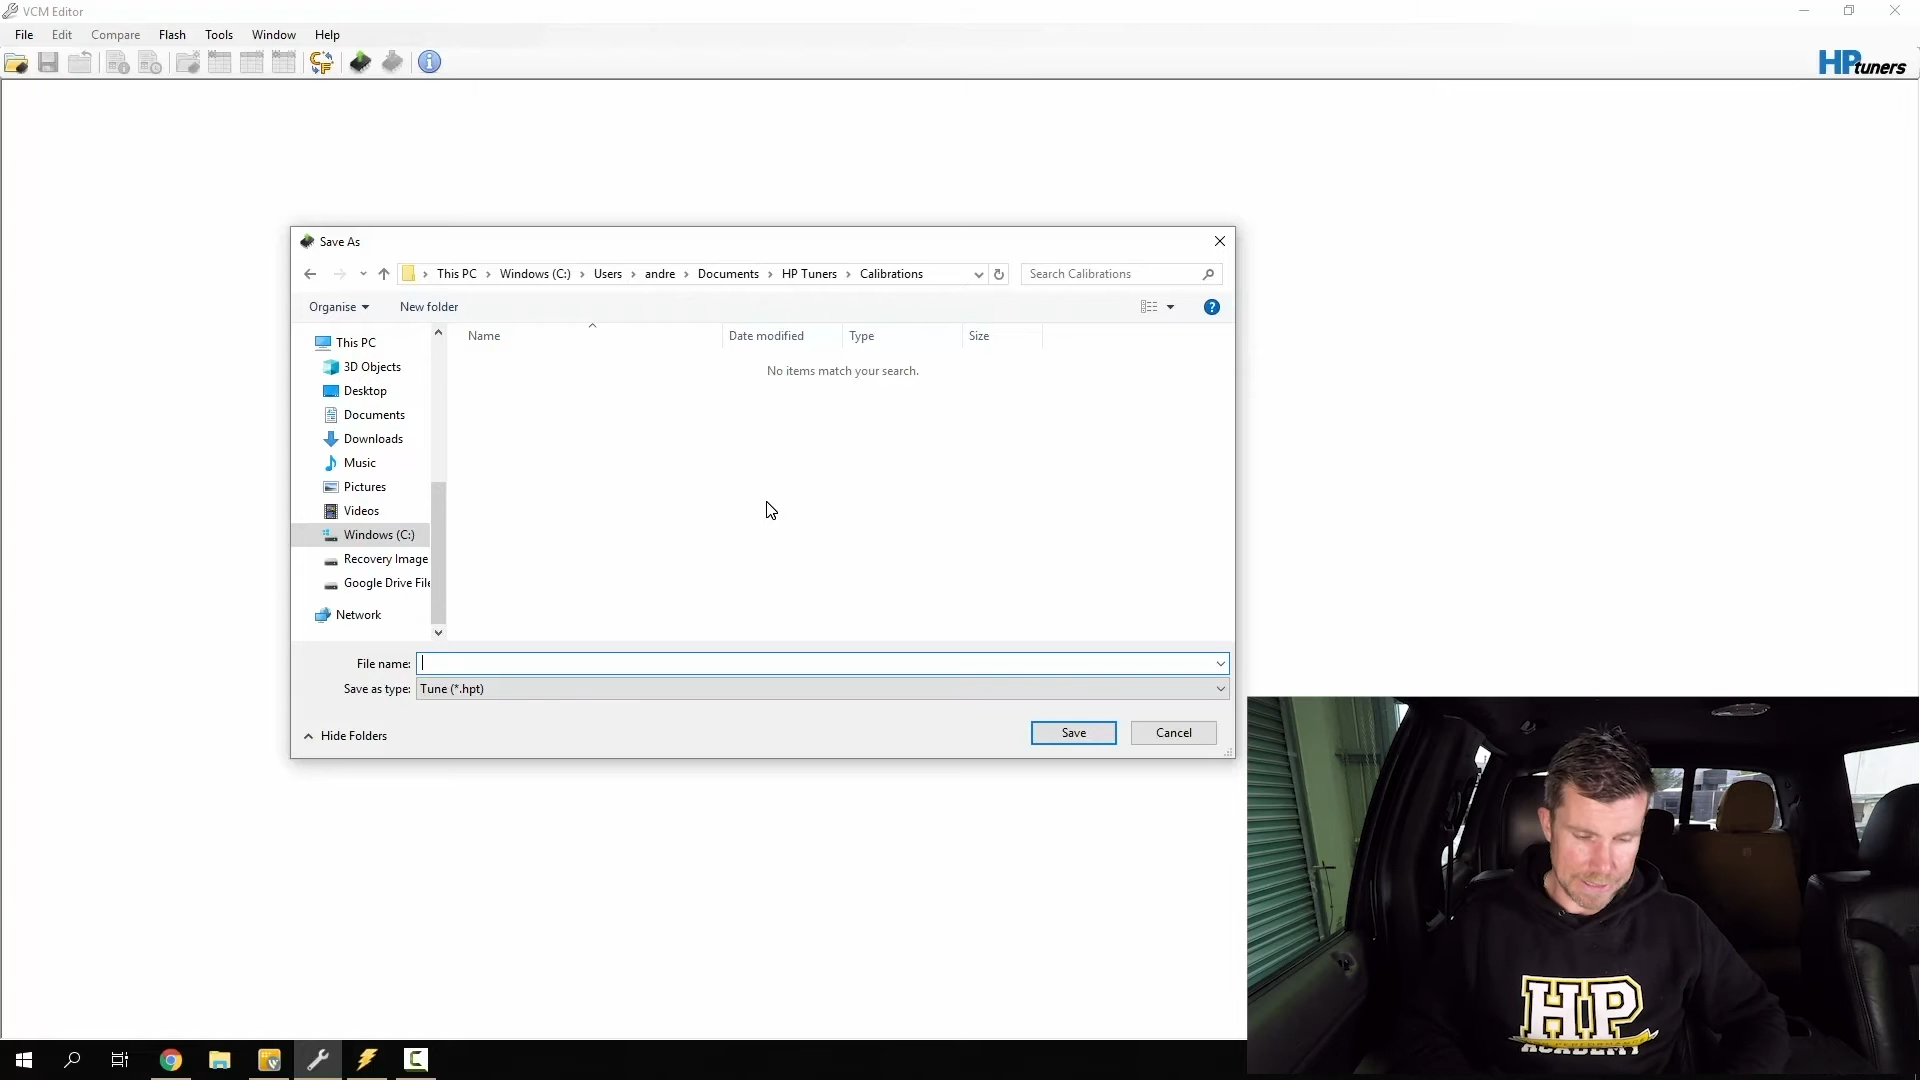 VCM Editor
File Edit Compare Flash Tools Window Help
HPtuners
Save As
This PC Windows (C:) Users andre Documents HP Tuners Calibrations Search Calibrations
Organise New folder
Name Date modified Type Size
No items match your search.
This PC
3D Objects
Desktop
Documents
Downloads
Music
Pictures
Videos
Windows (C:)
Recovery Image
Google Drive File
Network
File name:
Save as type: Tune (*.hpt)
Hide Folders Save Cancel
HP
ACADEMY